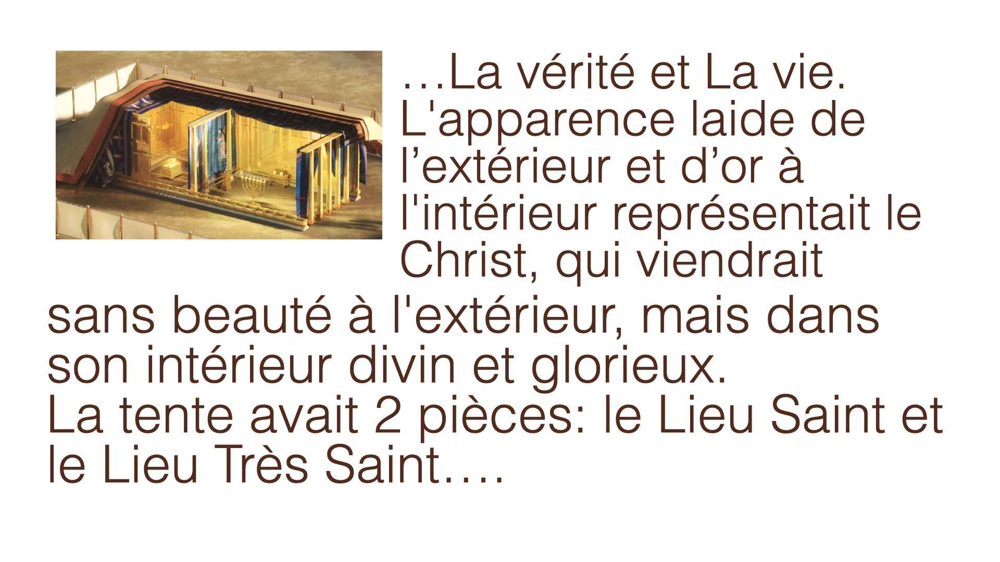 …La vérité et La vie.
L'apparence laide de
l’extérieur et d’or à
l'intérieur représentait le
Christ, qui viendrait
sans beauté à l'extérieur, mais dans
son intérieur divin et glorieux.
La tente avait 2 pièces: le Lieu Saint et
le Lieu Très Saint….